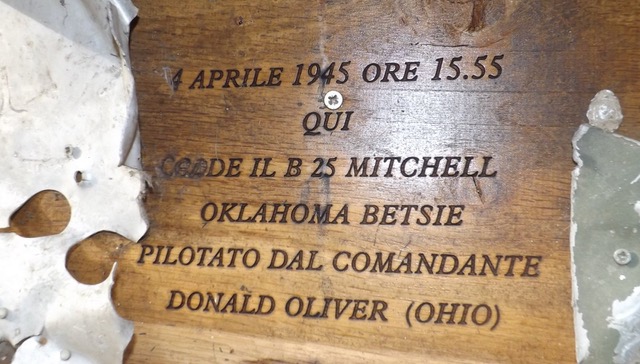 4 APRILE 1945 ORE 15.55
QUI
CADDE IL B 25 MITCHELL
OKLAHOMA BETSIE
PILOTATO DAL COMANDANTE
DONALD OLIVER (OHIO)